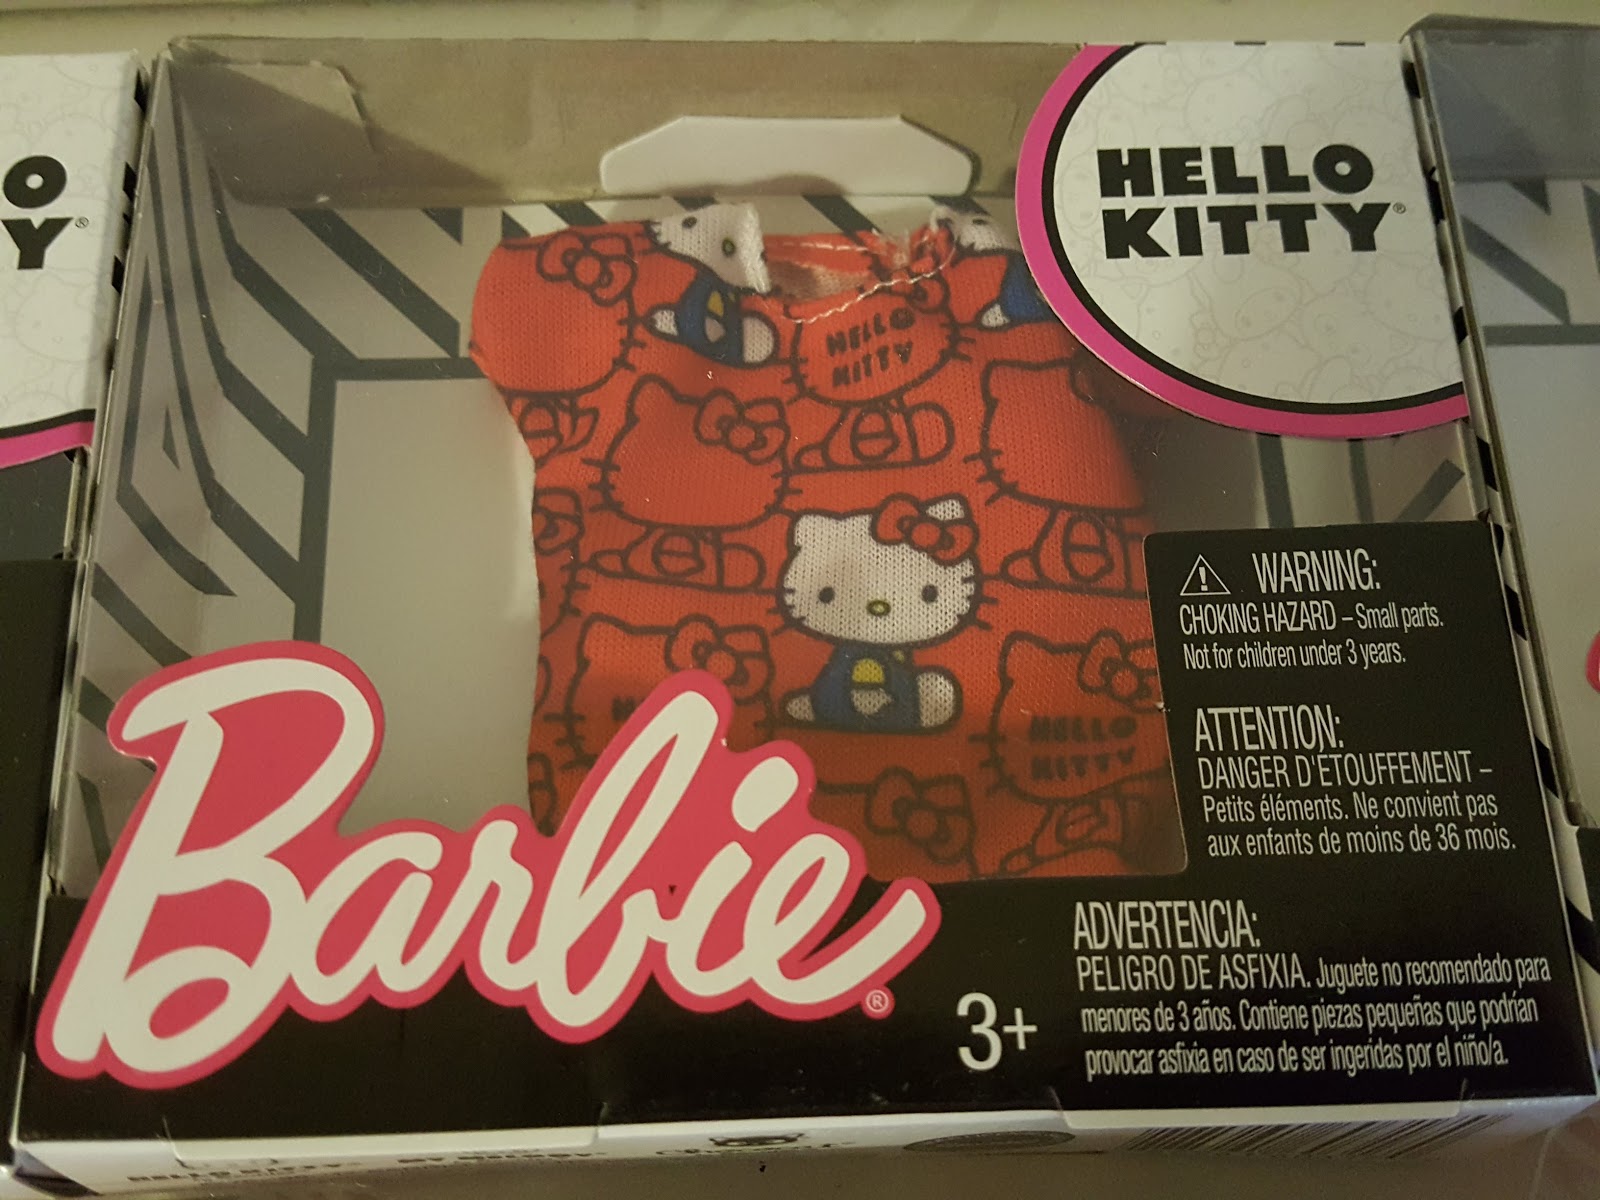 O
Y®
HELLO
KITTY®
HELLO
KITTY
HELLO
KITTY
Barbie®
3+
WARNING:
CHOKING HAZARD – Small parts.
Not for children under 3 years.
ATTENTION:
DANGER D'ÉTOUFFEMENT –
Petits éléments. Ne convient pas
aux enfants de moins de 36 mois.
ADVERTENCIA:
PELIGRO DE ASFIXIA. Juguete no recomendado para
menores de 3 años. Contiene piezas pequeñas que podrían
provocar asfixia en caso de ser ingeridas por el niño/a.